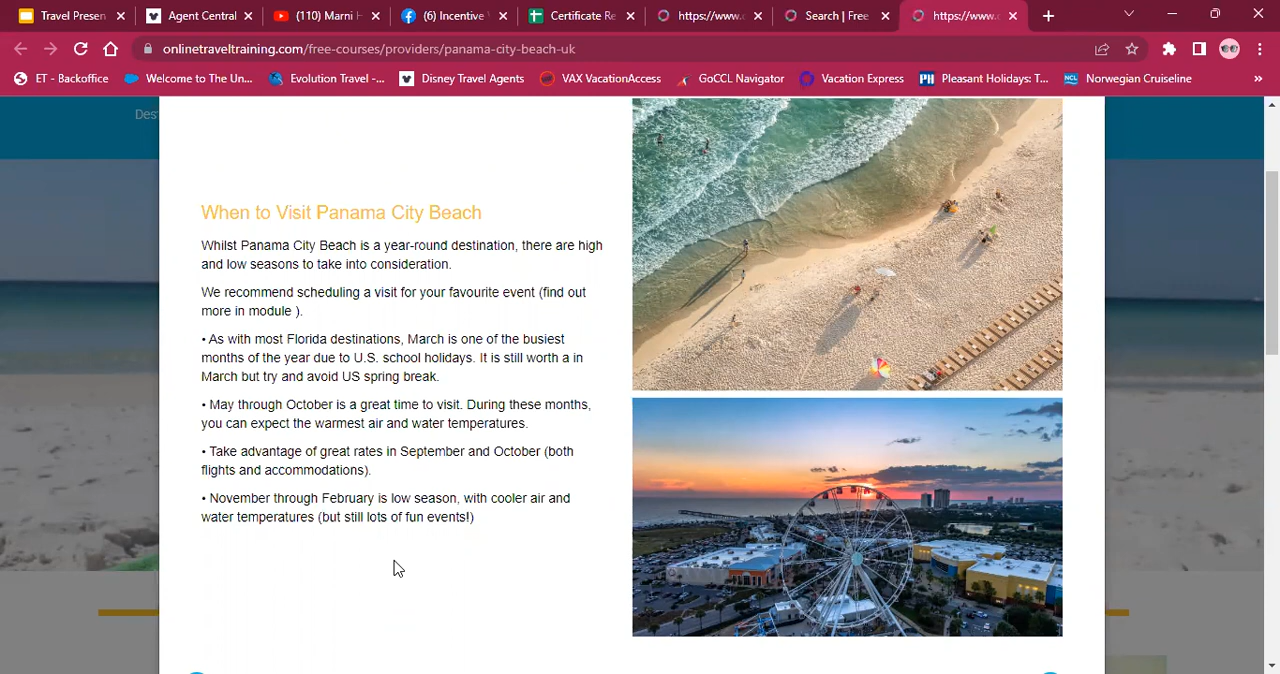 Travel Presen
Agent Central
(110) Marni H
(6) Incentive
Certificate Re
https://www.
Search | Free
https://www.
onlinetraveltraining.com/free-courses/providers/panama-city-beach-uk
ET - Backoffice
Welcome to The Un...
Evolution Travel -...
Disney Travel Agents
VAX VacationAccess
GoCCL Navigator
Vacation Express
PH
Pleasant Holidays: T...
NCL
Norwegian Cruiseline
»
Des
When to Visit Panama City Beach
Whilst Panama City Beach is a year-round destination, there are high
and low seasons to take into consideration.
We recommend scheduling a visit for your favourite event (find out
more in module ).
• As with most Florida destinations, March is one of the busiest
months of the year due to U.S. school holidays. It is still worth a in
March but try and avoid US spring break.
• May through October is a great time to visit. During these months,
you can expect the warmest air and water temperatures.
• Take advantage of great rates in September and October (both
flights and accommodations).
• November through February is low season, with cooler air and
water temperatures (but still lots of fun events!)